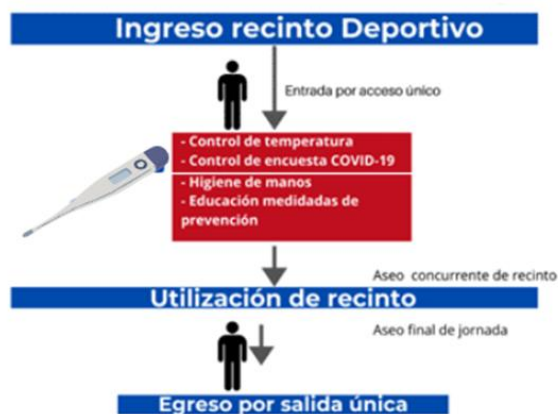 Ingreso recinto Deportivo
Entrada por acceso único
- Control de temperatura
- Control de encuesta COVID-19
- Higiene de manos
- Educación medidadas de
prevención
Aseo concurrente de recinto
Utilización de recinto
Aseo final de jornada
Egreso por salida única